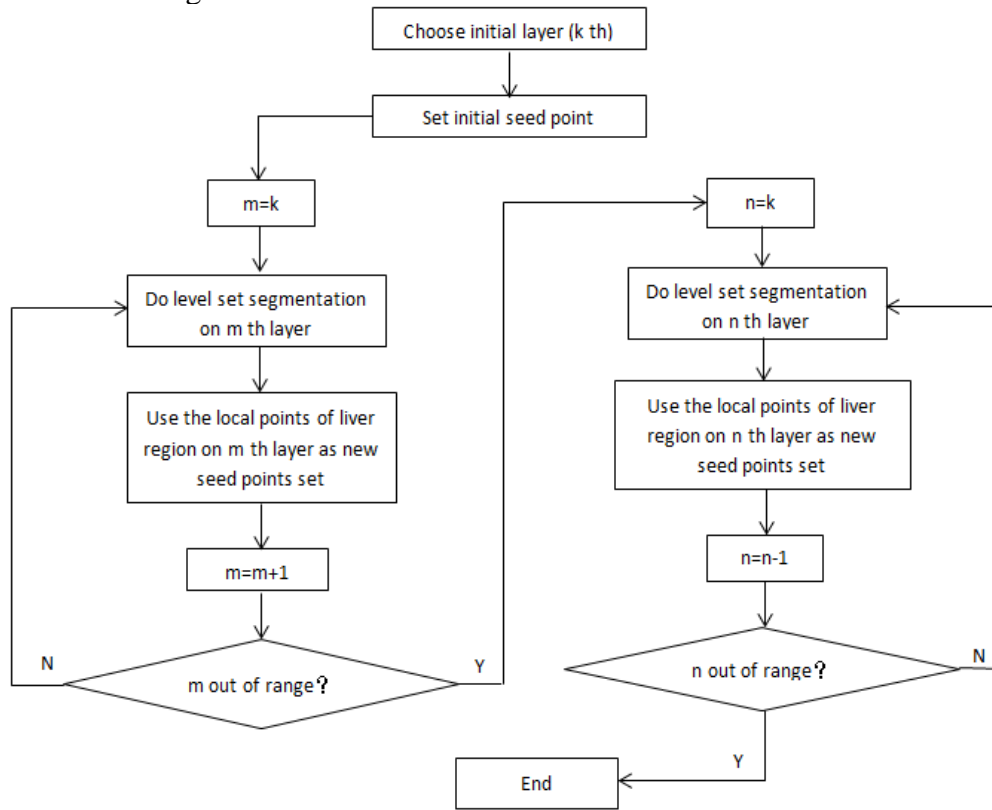 Choose initial layer (k th)
Set initial seed point
m=k
Do level set segmentation
on m th layer
Use the local points of liver
region on m th layer as new
seed points set
m=m+1
N
m out of range?
Y
n=k
Do level set segmentation
on n th layer
Use the local points of liver
region on n th layer as new
seed points set
n=n-1
n out of range?
N
Y
End